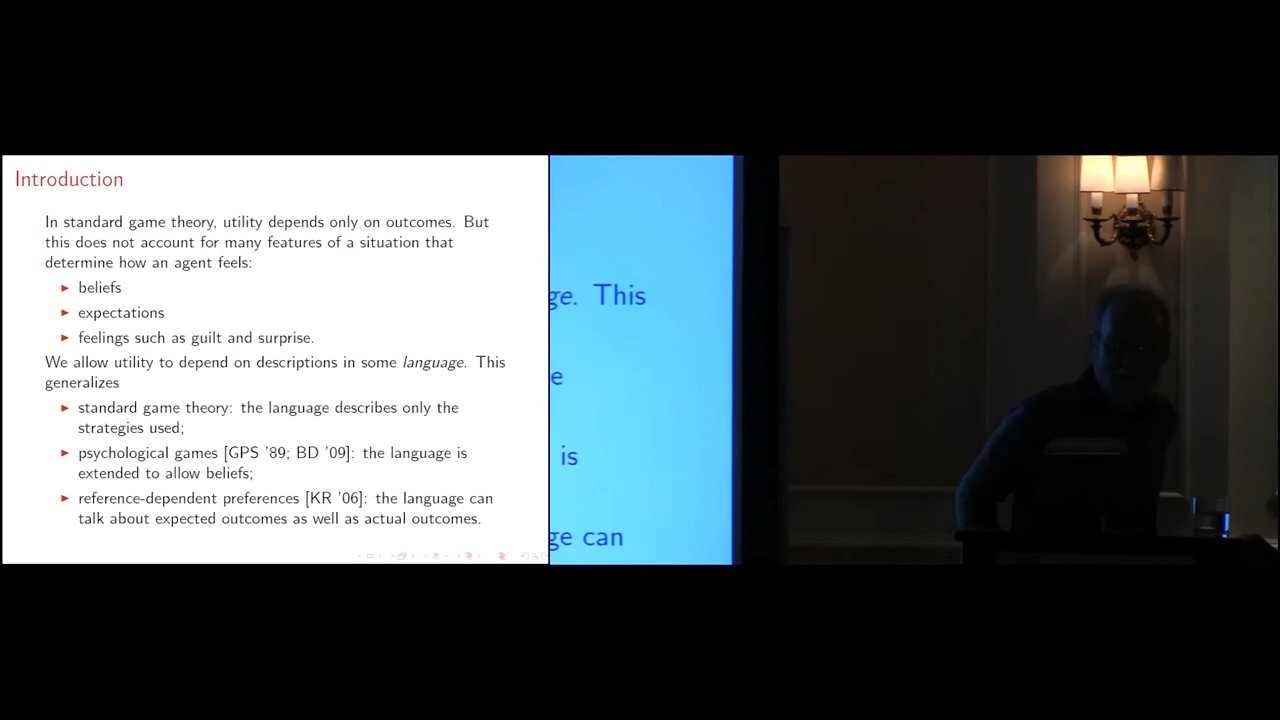 Introduction
In standard game theory, utility depends only on outcomes. But
this does not account for many features of a situation that
determine how an agent feels:
▶ beliefs
▶ expectations
▶ feelings such as guilt and surprise.
We allow utility to depend on descriptions in some language. This
generalizes
▶ standard game theory: the language describes only the
strategies used;
▶ psychological games [GPS '89; BD '09]: the language is
extended to allow beliefs;
▶ reference-dependent preferences [KR '06]: the language can
talk about expected outcomes as well as actual outcomes.
ge. This
e
is
ge can